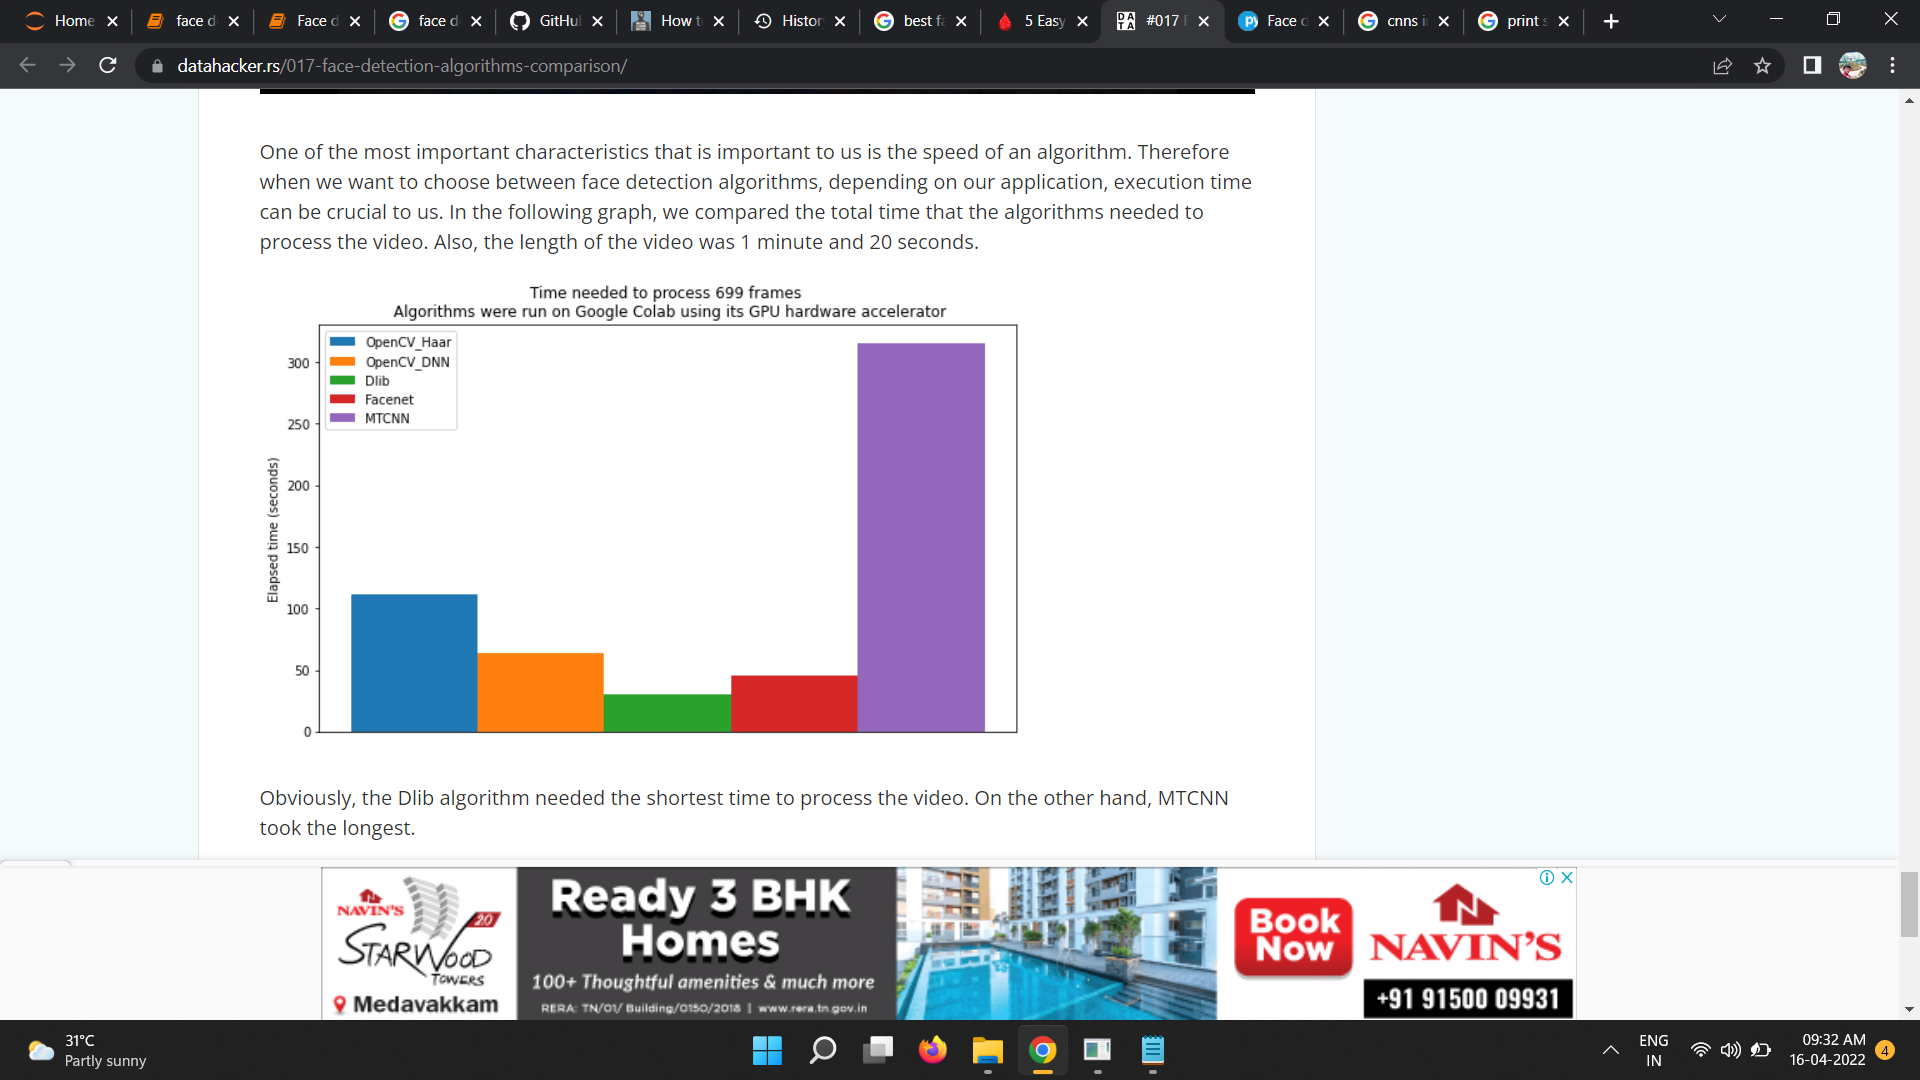 Home
face d
Face d
face d
GitHu
How t
Histor
best fa
5 Easy
#017 F
Face d
cnns i
print s
datahacker.rs/017-face-detection-algorithms-comparison/
One of the most important characteristics that is important to us is the speed of an algorithm. Therefore
when we want to choose between face detection algorithms, depending on our application, execution time
can be crucial to us. In the following graph, we compared the total time that the algorithms needed to
process the video. Also, the length of the video was 1 minute and 20 seconds.
Time needed to process 699 frames
Algorithms were run on Google Colab using its GPU hardware accelerator
OpenCV_Haar
OpenCV_DNN
Dlib
Facenet
MTCNN
300
250
200
150
100
50
0
Elapsed time (seconds)
Obviously, the Dlib algorithm needed the shortest time to process the video. On the other hand, MTCNN
took the longest.
NAVIN'S
2.0
STARWOOD
TOWERS
Medavakkam
Ready 3 BHK
Homes
100+ Thoughtful amenities & much more
RERA: TN/01/ Building/0150/2018 | www.rera.tn.gov.in
Book
Now
NAVIN'S
+91 91500 09931
31°C
Partly sunny
ENG
IN
09:32 AM
16-04-2022
4